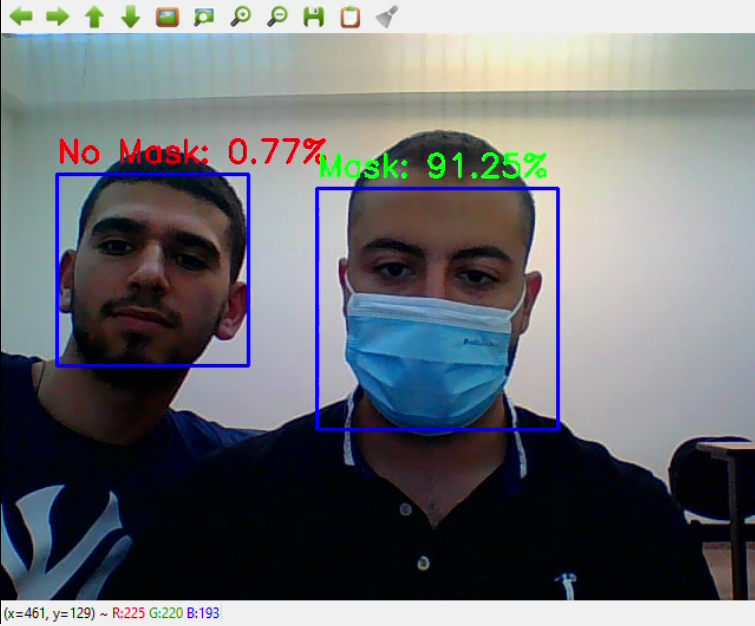 No Mask: 0.77%
Mask: 91.25%
(x=461, y=129) ~ R:225 G:220 B:193